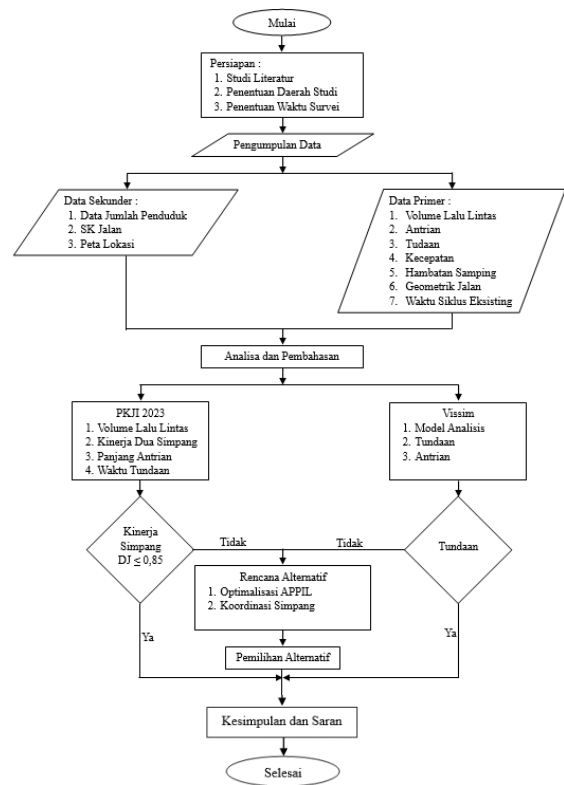 Mulai
Persiapan :
1. Studi Literatur
2. Penentuan Daerah Studi
3. Penentuan Waktu Survei
Pengumpulan Data
Data Sekunder :
1. Data Jumlah Penduduk
2. SK Jalan
3. Peta Lokasi
Data Primer :
1. Volume Lalu Lintas
2. Antrian
3. Tudaan
4. Kecepatan
5. Hambatan Samping
6. Geometrik Jalan
7. Waktu Siklus Eksisting
Analisa dan Pembahasan
PKJI 2023
1. Volume Lalu Lintas
2. Kinerja Dua Simpang
3. Panjang Antrian
4. Waktu Tundaan
Vissim
1. Model Analisis
2. Tundaan
3. Antrian
Kinerja
Simpang
DJ ≤ 0,85
Tidak
Tidak
Tundaan
Rencana Alternatif
1. Optimalisasi APPIL
2. Koordinasi Simpang
Ya
Ya
Pemilihan Alternatif
Kesimpulan dan Saran
Selesai